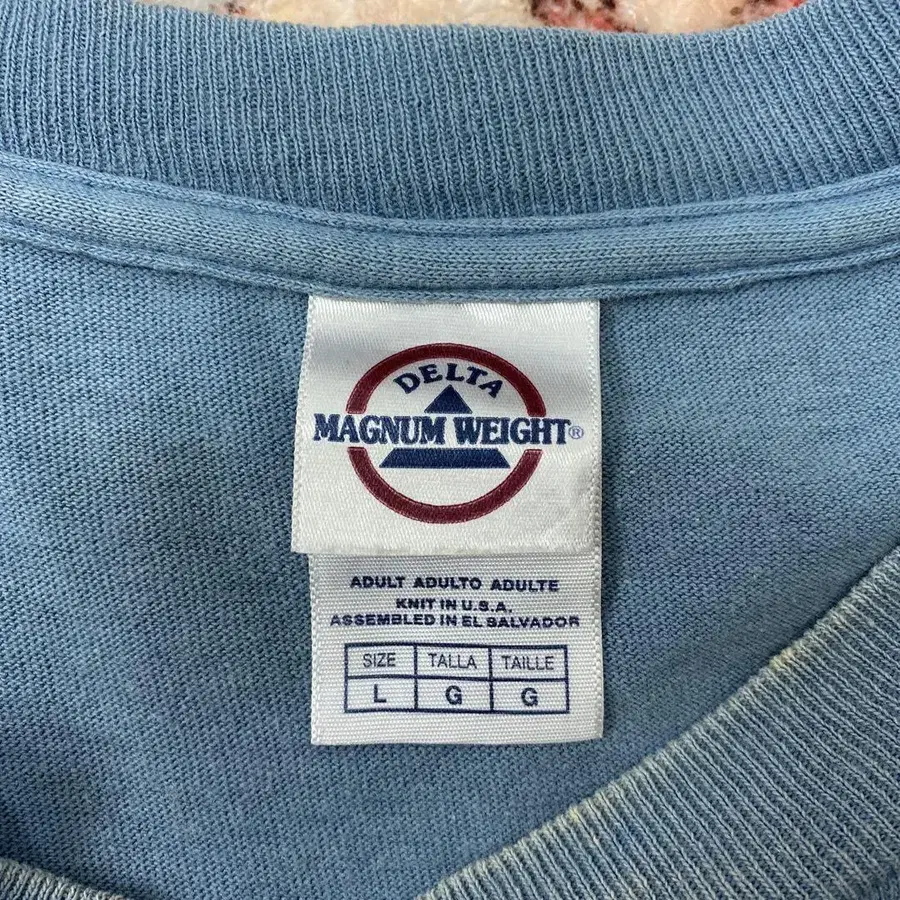 DELTA
MAGNUM WEIGHT®
ADULT ADULTO ADULTE
KNIT IN U.S.A.
ASSEMBLED IN EL SALVADOR
SIZE TALLA TAILLE
L G G